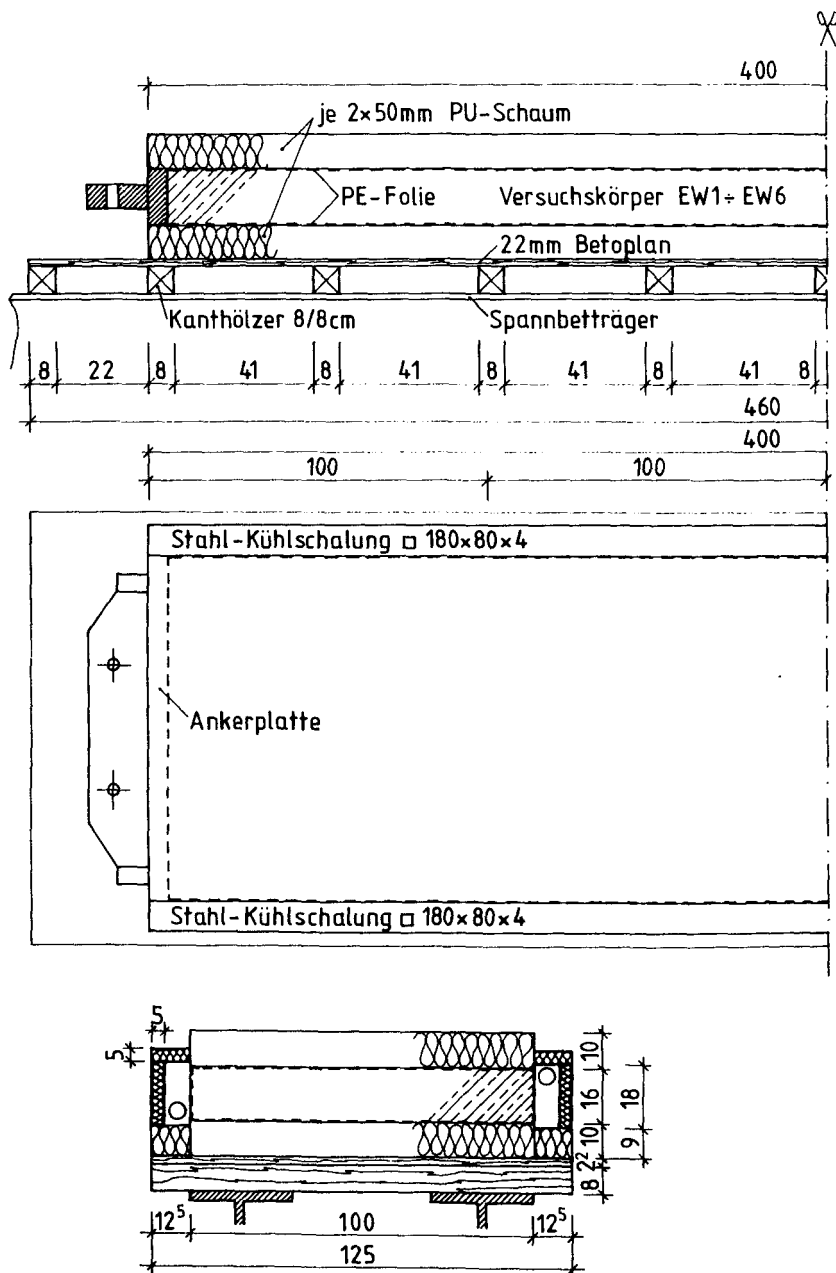 400
je 2×50mm PU-Schaum
PE-Folie Versuchskörper EW1÷EW6
22mm Betoplan
Kanthölzer 8/8cm Spannbetträger
8 22 8 41 8 41 8 41 8 41 8
460
400
100 100
Stahl-Kühlschalung □ 180×80×4
Ankerplatte
Stahl-Kühlschalung □ 180×80×4
5
5
10
16 18
10 9
2²
8
12⁵ 100 12⁵
125